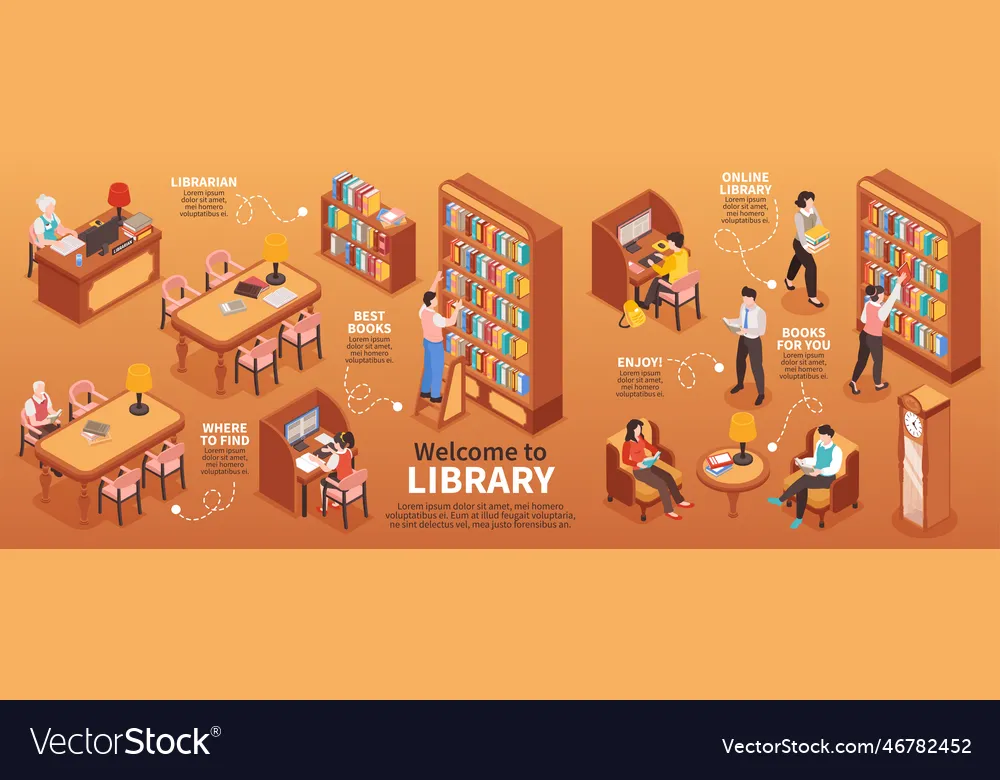 LIBRARIAN
Lorem ipsum
dolor sit amet,
mei homero
voluptatibus ei.
LIBRARIAN
BEST
BOOKS
Lorem ipsum
dolor sit amet,
mei homero
voluptatibus ei.
WHERE
TO FIND
Lorem ipsum
dolor sit amet,
mei homero
voluptatibus ei.
Welcome to
LIBRARY
Lorem ipsum dolor sit amet, mei homero
voluptatibus ei. Cum et illud feugait voluptaria,
ne sint delectus vel, mea justo forensibus an.
ONLINE
LIBRARY
Lorem ipsum
dolor sit amet,
mei homero
voluptatibus ei.
ENJOY!
Lorem ipsum
dolor sit amet,
mei homero
voluptatibus ei.
BOOKS
FOR YOU
Lorem ipsum
dolor sit amet,
mei homero
voluptatibus ei.
VectorStock®
VectorStock.com/46782452